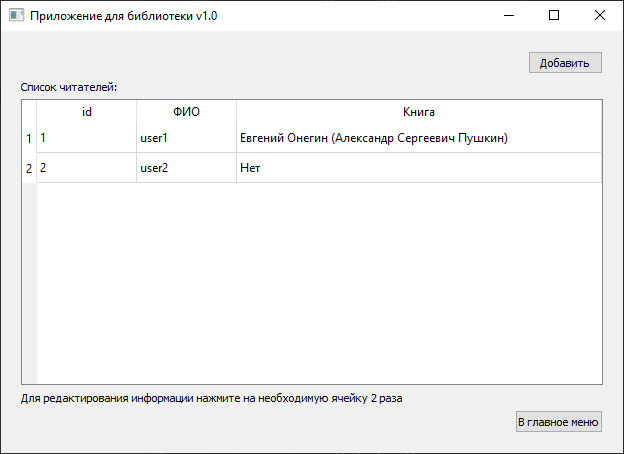 Приложение для библиотеки v1.0
Добавить
Список читателей:
id ФИО Книга
1 1 user1 Евгений Онегин (Александр Сергеевич Пушкин)
2 2 user2 Нет
Для редактирования информации нажмите на необходимую ячейку 2 раза
В главное меню